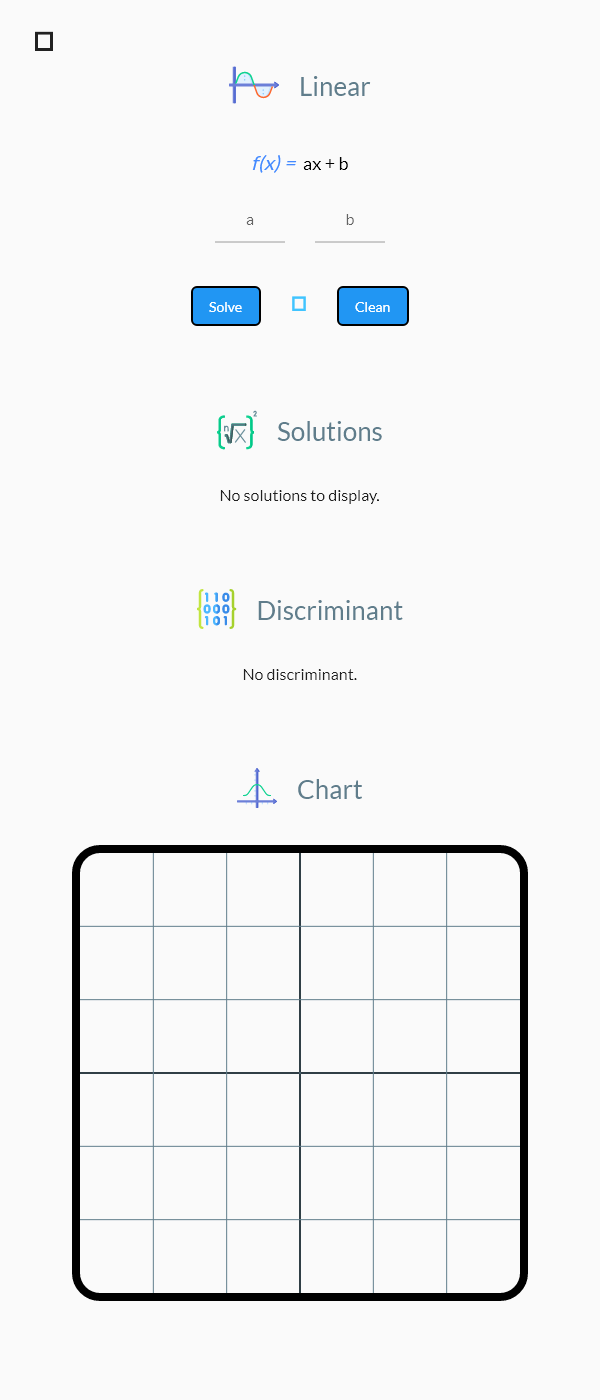 Linear
f(x) = ax + b
a b
Solve Clean
Solutions
No solutions to display.
Discriminant
No discriminant.
Chart